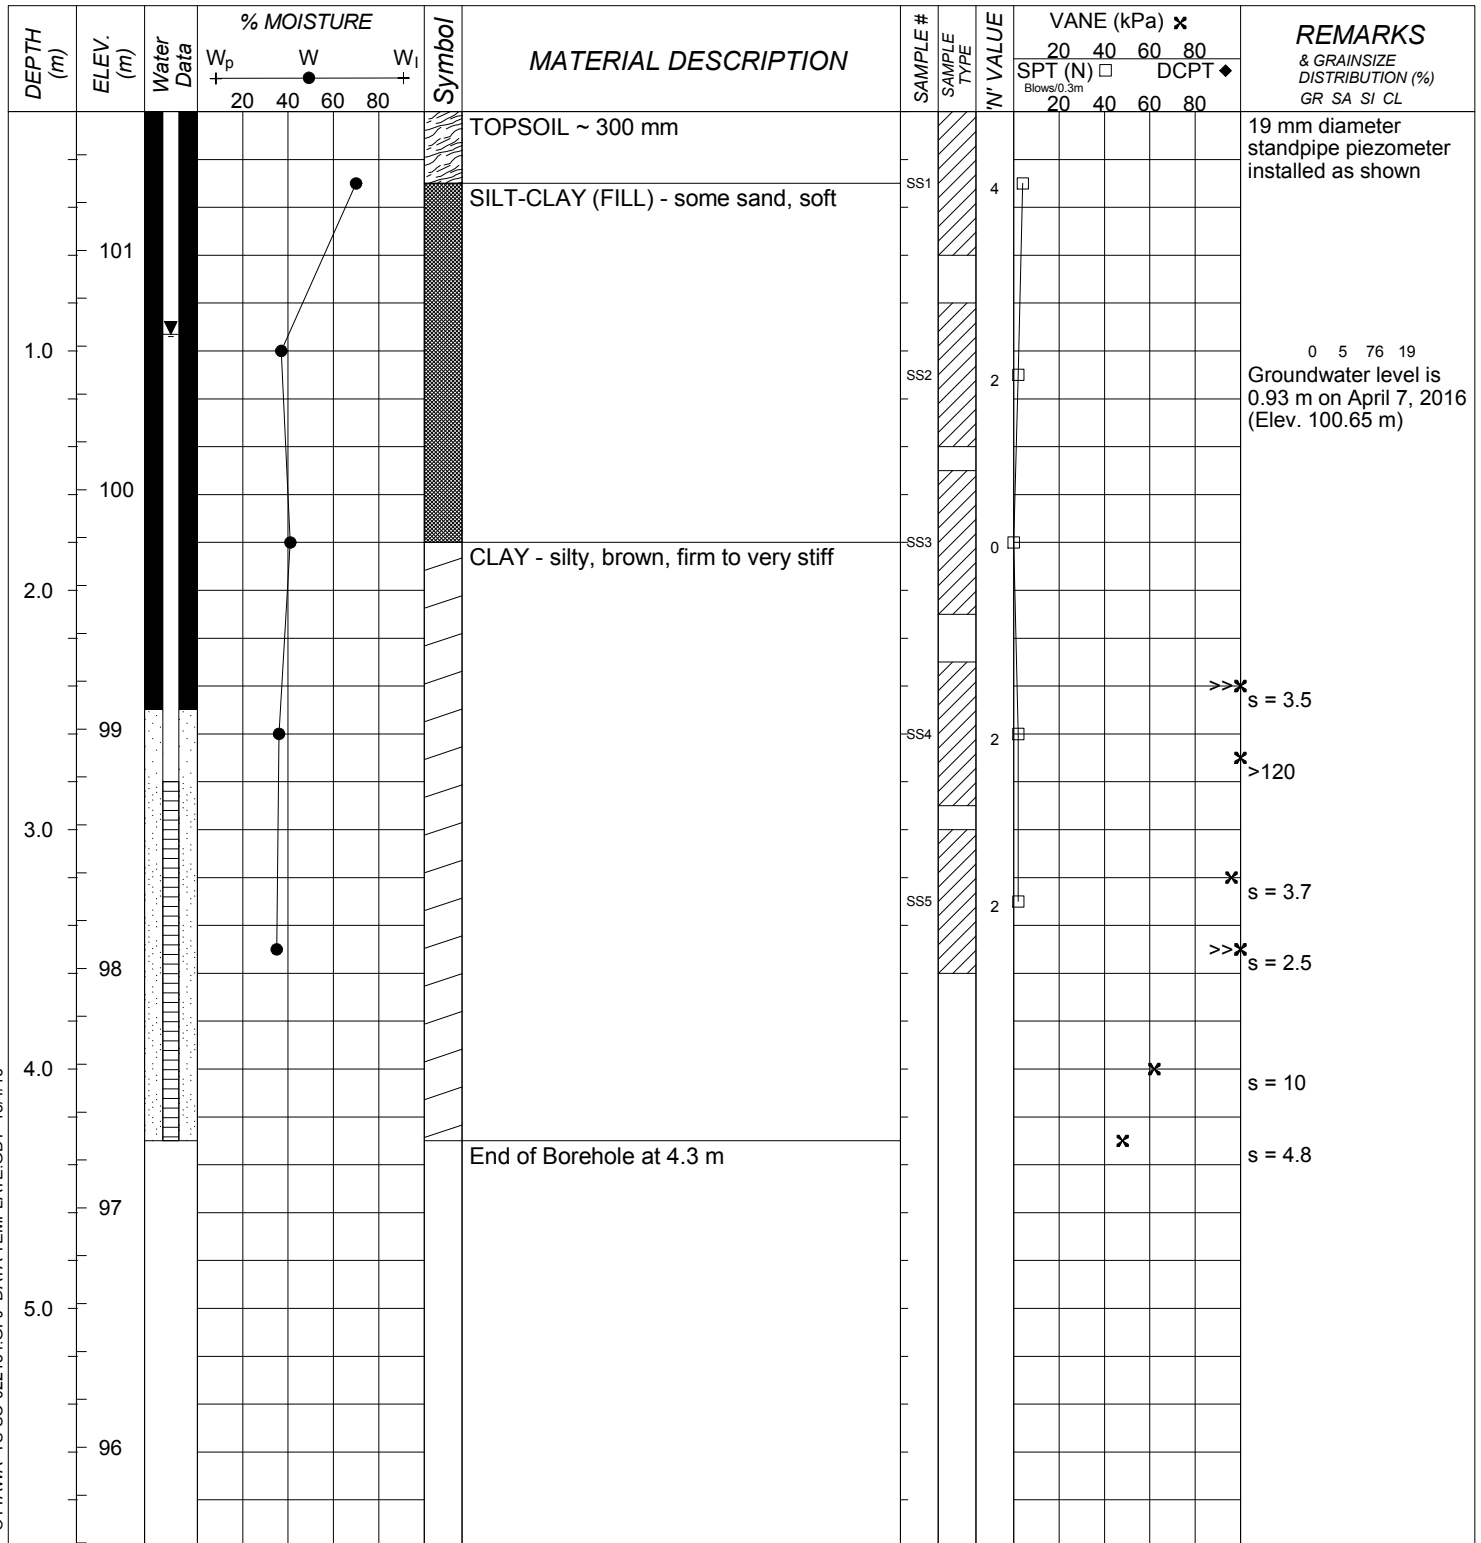 DEPTH (m)
ELEV. (m)
Water Data
% MOISTURE
Wp W Wl
20 40 60 80
Symbol
MATERIAL DESCRIPTION
SAMPLE #
SAMPLE TYPE
'N' VALUE
VANE (kPa)
20 40 60 80
SPT (N) DCPT
Blows/0.3m
20 40 60 80
REMARKS
& GRAINSIZE
DISTRIBUTION (%)
GR SA SI CL
TOPSOIL ~ 300 mm
19 mm diameter
standpipe piezometer
installed as shown
SS1
4
SILT-CLAY (FILL) - some sand, soft
101
1.0
0 5 76 19
SS2
2
Groundwater level is
0.93 m on April 7, 2016
(Elev. 100.65 m)
100
SS3
0
CLAY - silty, brown, firm to very stiff
2.0
>>
s = 3.5
99
SS4
2
>120
3.0
s = 3.7
SS5
2
>>
s = 2.5
98
4.0
s = 10
End of Borehole at 4.3 m
s = 4.8
97
5.0
96